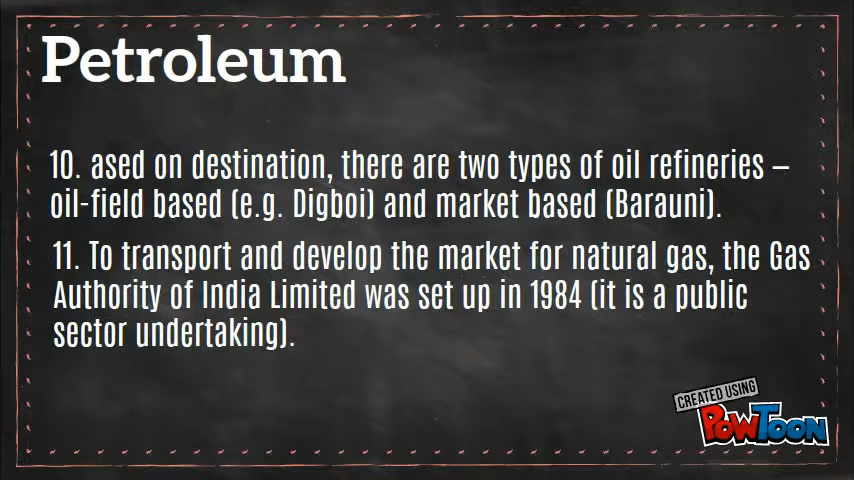 Petroleum
10. ased on destination, there are two types of oil refineries –
oil-field based (e.g. Digboi) and market based (Barauni).
11. To transport and develop the market for natural gas, the Gas
Authority of India Limited was set up in 1984 (it is a public
sector undertaking).
CREATED USING
POWTOON